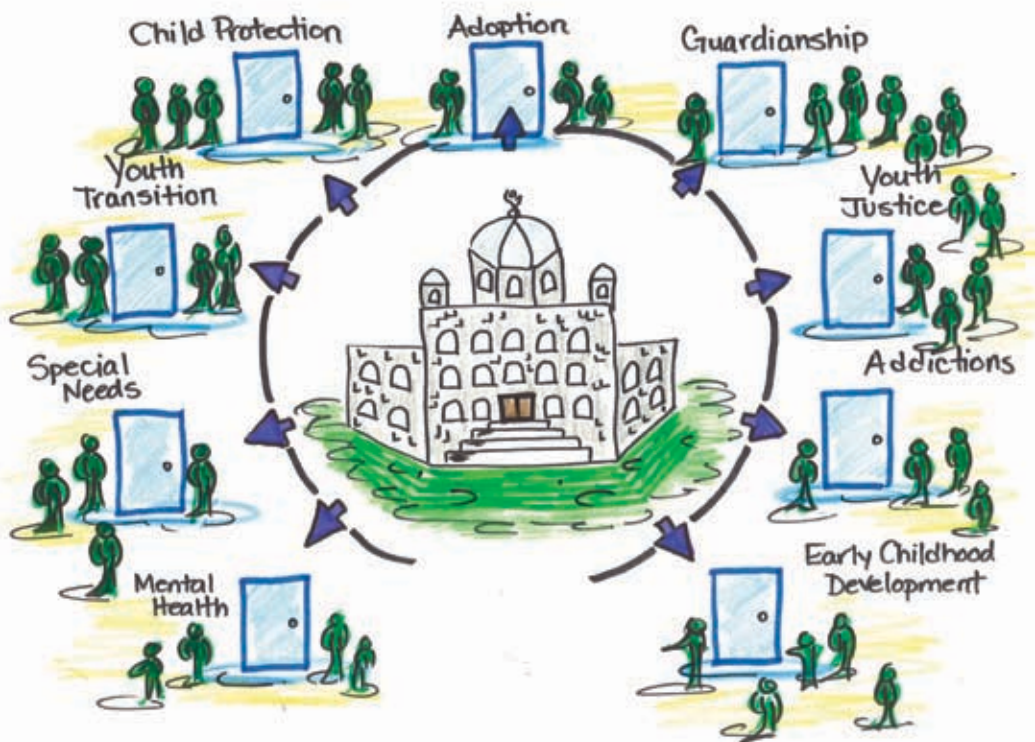 Child Protection
Adoption
Guardianship
Youth
Transition
Youth
Justice
Special
Needs
Addictions
Mental
Health
Early Childhood
Development